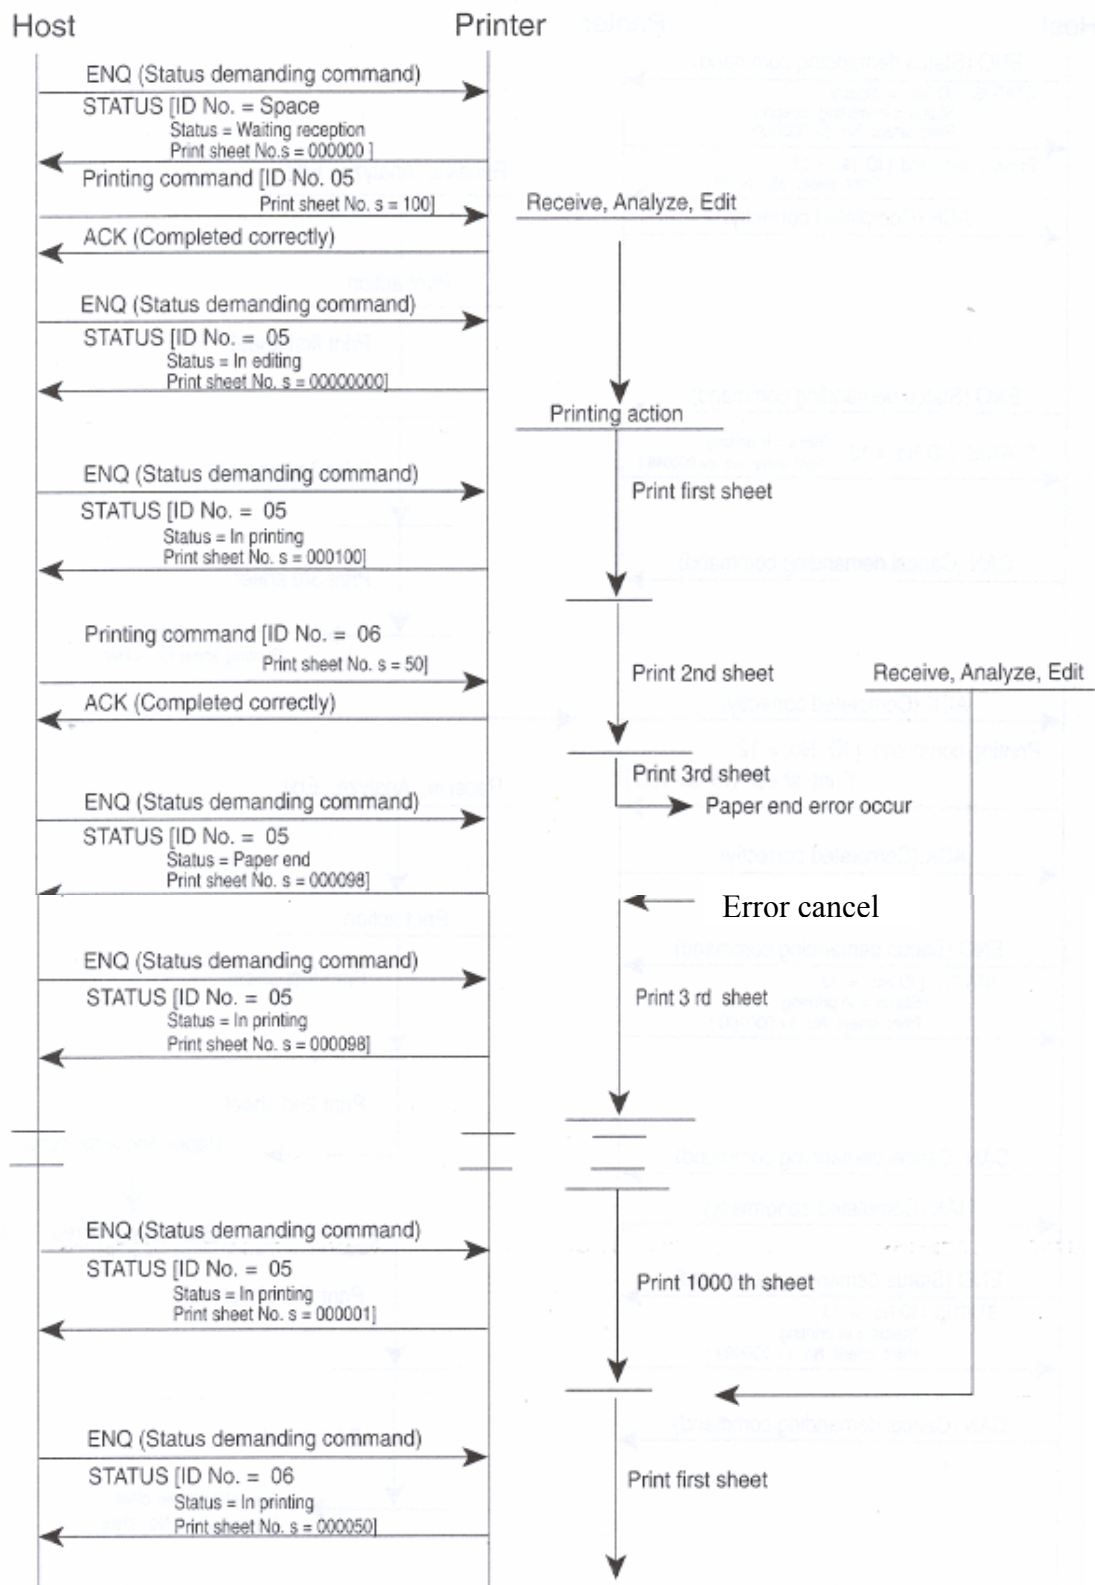 Host
Printer
ENQ (Status demanding command)
STATUS [ID No. = Space
Status = Waiting reception
Print sheet No.s = 000000 ]
Printing command [ID No. 05
Print sheet No. s = 100]
Receive, Analyze, Edit
ACK (Completed correctly)
ENQ (Status demanding command)
STATUS [ID No. = 05
Status = In editing
Print sheet No. s = 00000000]
Printing action
ENQ (Status demanding command)
Print first sheet
STATUS [ID No. = 05
Status = In printing
Print sheet No. s = 000100]
Printing command [ID No. = 06
Print sheet No. s = 50]
Print 2nd sheet
Receive, Analyze, Edit
ACK (Completed correctly)
Print 3rd sheet
Paper end error occur
ENQ (Status demanding command)
STATUS [ID No. = 05
Status = Paper end
Print sheet No. s = 000098]
Error cancel
ENQ (Status demanding command)
STATUS [ID No. = 05
Status = In printing
Print sheet No. s = 000098]
Print 3 rd sheet
ENQ (Status demanding command)
STATUS [ID No. = 05
Status = In printing
Print sheet No. s = 000001]
Print 1000 th sheet
ENQ (Status demanding command)
STATUS [ID No. = 06
Status = In printing
Print sheet No. s = 000050]
Print first sheet